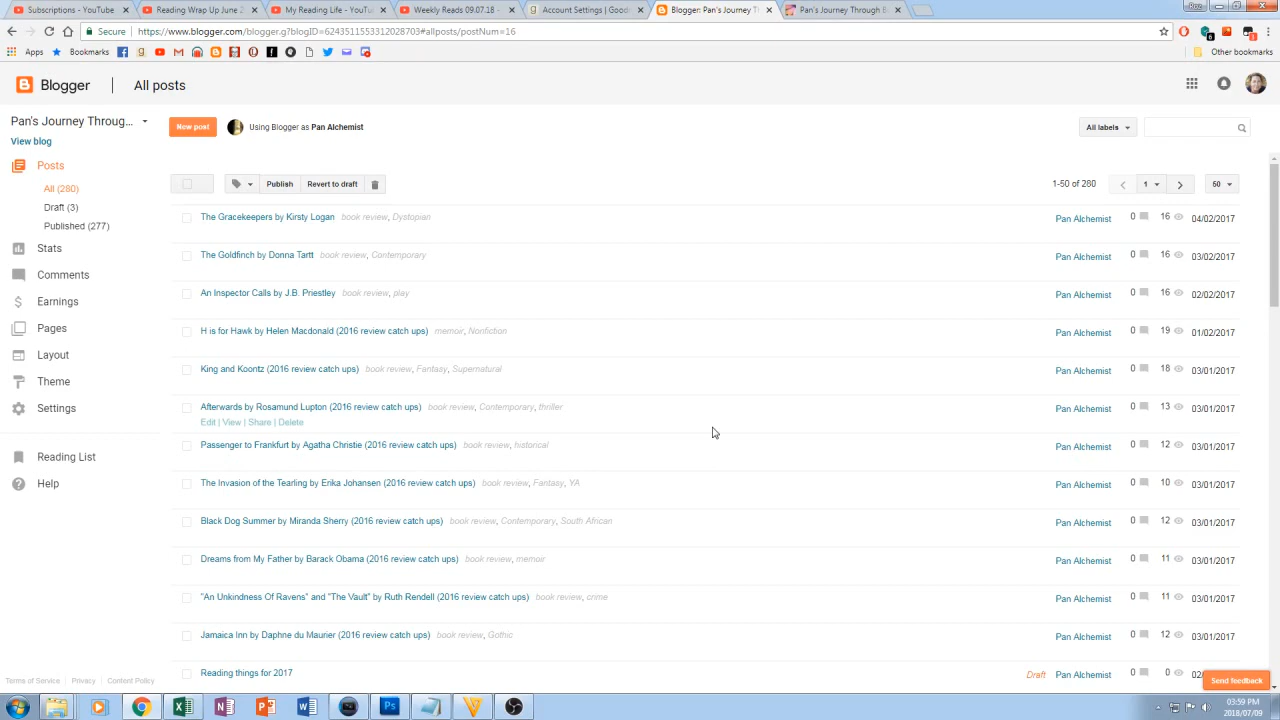 Subscriptions - YouTube
Reading Wrap Up June 2
My Reading Life - YouTu
Weekly Reads 09.07.18 -
Account Settings | Good
Blogger: Pan's Journey T
Pan's Journey Through B
Secure
https://www.blogger.com/blogger.g?blogID=6243511553312028703#allposts/postNum=16
Apps
Bookmarks
Other bookmarks
Blogger
All posts
Pan's Journey Throug...
New post
Using Blogger as Pan Alchemist
All labels
View blog
Posts
All (280)
Draft (3)
Published (277)
Stats
Comments
Earnings
Pages
Layout
Theme
Settings
Reading List
Help
Publish
Revert to draft
1-50 of 280
1
50
The Gracekeepers by Kirsty Logan book review, Dystopian Pan Alchemist 0 16 04/02/2017
The Goldfinch by Donna Tartt book review, Contemporary Pan Alchemist 0 16 03/02/2017
An Inspector Calls by J.B. Priestley book review, play Pan Alchemist 0 16 02/02/2017
H is for Hawk by Helen Macdonald (2016 review catch ups) memoir, Nonfiction Pan Alchemist 0 19 01/02/2017
King and Koontz (2016 review catch ups) book review, Fantasy, Supernatural Pan Alchemist 0 18 03/01/2017
Afterwards by Rosamund Lupton (2016 review catch ups) book review, Contemporary, thriller Pan Alchemist 0 13 03/01/2017
Edit | View | Share | Delete
Passenger to Frankfurt by Agatha Christie (2016 review catch ups) book review, historical Pan Alchemist 0 12 03/01/2017
The Invasion of the Tearling by Erika Johansen (2016 review catch ups) book review, Fantasy, YA Pan Alchemist 0 10 03/01/2017
Black Dog Summer by Miranda Sherry (2016 review catch ups) book review, Contemporary, South African Pan Alchemist 0 12 03/01/2017
Dreams from My Father by Barack Obama (2016 review catch ups) book review, memoir Pan Alchemist 0 11 03/01/2017
"An Unkindness Of Ravens" and "The Vault" by Ruth Rendell (2016 review catch ups) book review, crime Pan Alchemist 0 11 03/01/2017
Jamaica Inn by Daphne du Maurier (2016 review catch ups) book review, Gothic Pan Alchemist 0 12 03/01/2017
Reading things for 2017 Draft Pan Alchemist 0 0 02/
Terms of Service | Privacy | Content Policy
Send feedback
03:59 PM
2018/07/09